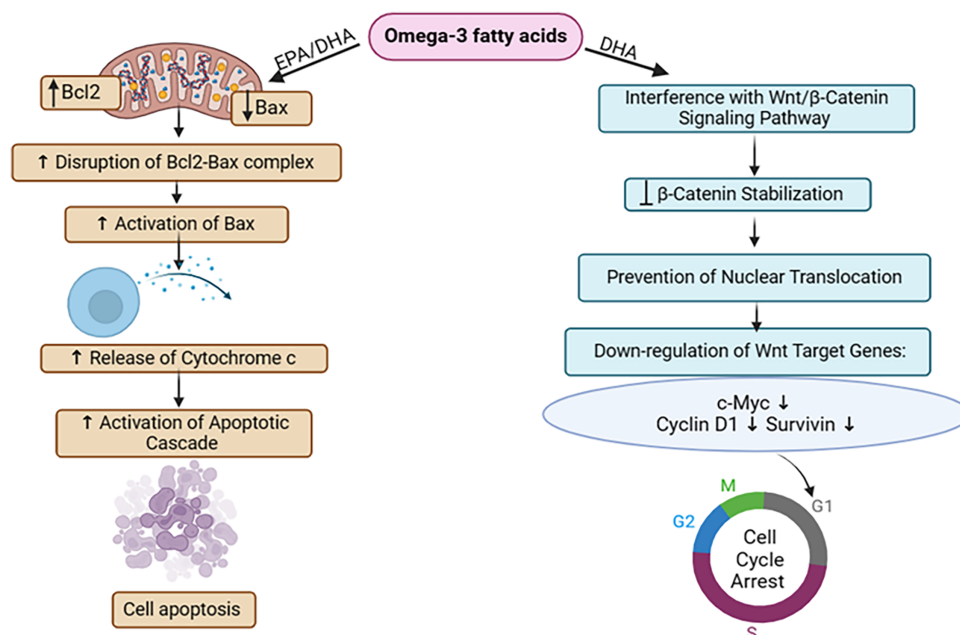 Omega-3 fatty acids
EPA/DHA
DHA
↑Bcl2
↓Bax
↑ Disruption of Bcl2-Bax complex
↑ Activation of Bax
↑ Release of Cytochrome c
↑ Activation of Apoptotic
Cascade
Cell apoptosis
Interference with Wnt/β-Catenin
Signaling Pathway
⊥ β-Catenin Stabilization
Prevention of Nuclear Translocation
Down-regulation of Wnt Target Genes:
c-Myc ↓
Cyclin D1 ↓ Survivin ↓
M
G1
G2
Cell
Cycle
Arrest
S